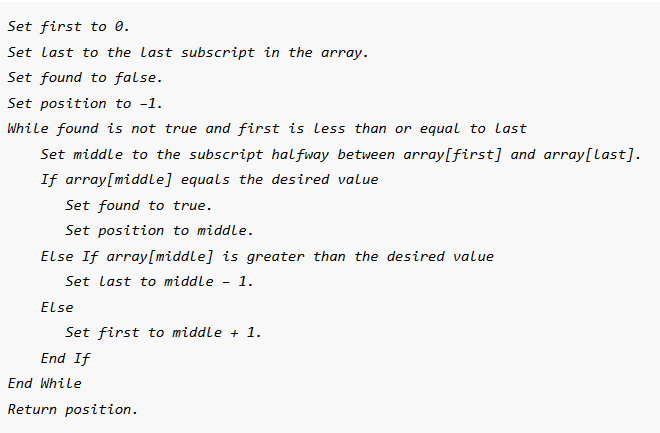 Set first to 0.
Set last to the last subscript in the array.
Set found to false.
Set position to –1.
While found is not true and first is less than or equal to last
Set middle to the subscript halfway between array[first] and array[last].
If array[middle] equals the desired value
Set found to true.
Set position to middle.
Else If array[middle] is greater than the desired value
Set last to middle – 1.
Else
Set first to middle + 1.
End If
End While
Return position.